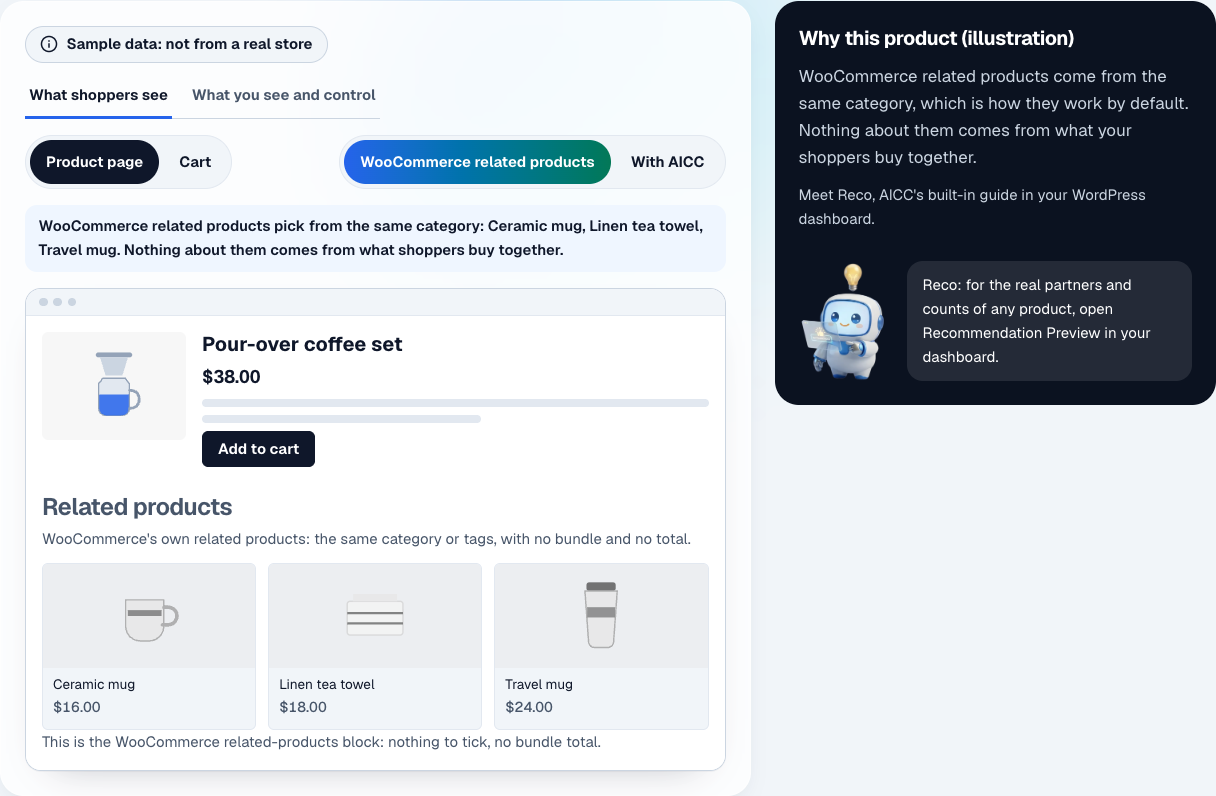 Sample data: not from a real store
What shoppers see
What you see and control
Product page
Cart
WooCommerce related products
With AICC
WooCommerce related products pick from the same category: Ceramic mug, Linen tea towel,
Travel mug. Nothing about them comes from what shoppers buy together.
Pour-over coffee set
$38.00
Add to cart
Related products
WooCommerce's own related products: the same category or tags, with no bundle and no total.
Ceramic mug
$16.00
Linen tea towel
$18.00
Travel mug
$24.00
This is the WooCommerce related-products block: nothing to tick, no bundle total.
Why this product (illustration)
WooCommerce related products come from the
same category, which is how they work by default.
Nothing about them comes from what your
shoppers buy together.
Meet Reco, AICC's built-in guide in your WordPress
dashboard.
Reco: for the real partners and
counts of any product, open
Recommendation Preview in your
dashboard.